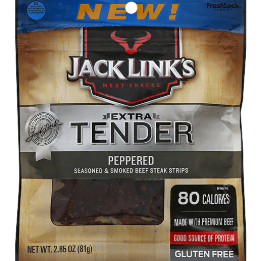 NEW!
FreshLock
JACK LINK'S
MEAT SNACKS
EXTRA
TENDER
PEPPERED
SEASONED & SMOKED BEEF STEAK STRIPS
80 CALORIES
MADE WITH PREMIUM BEEF
GOOD SOURCE OF PROTEIN
NET WT. 2.85 OZ (81g)
GLUTEN FREE